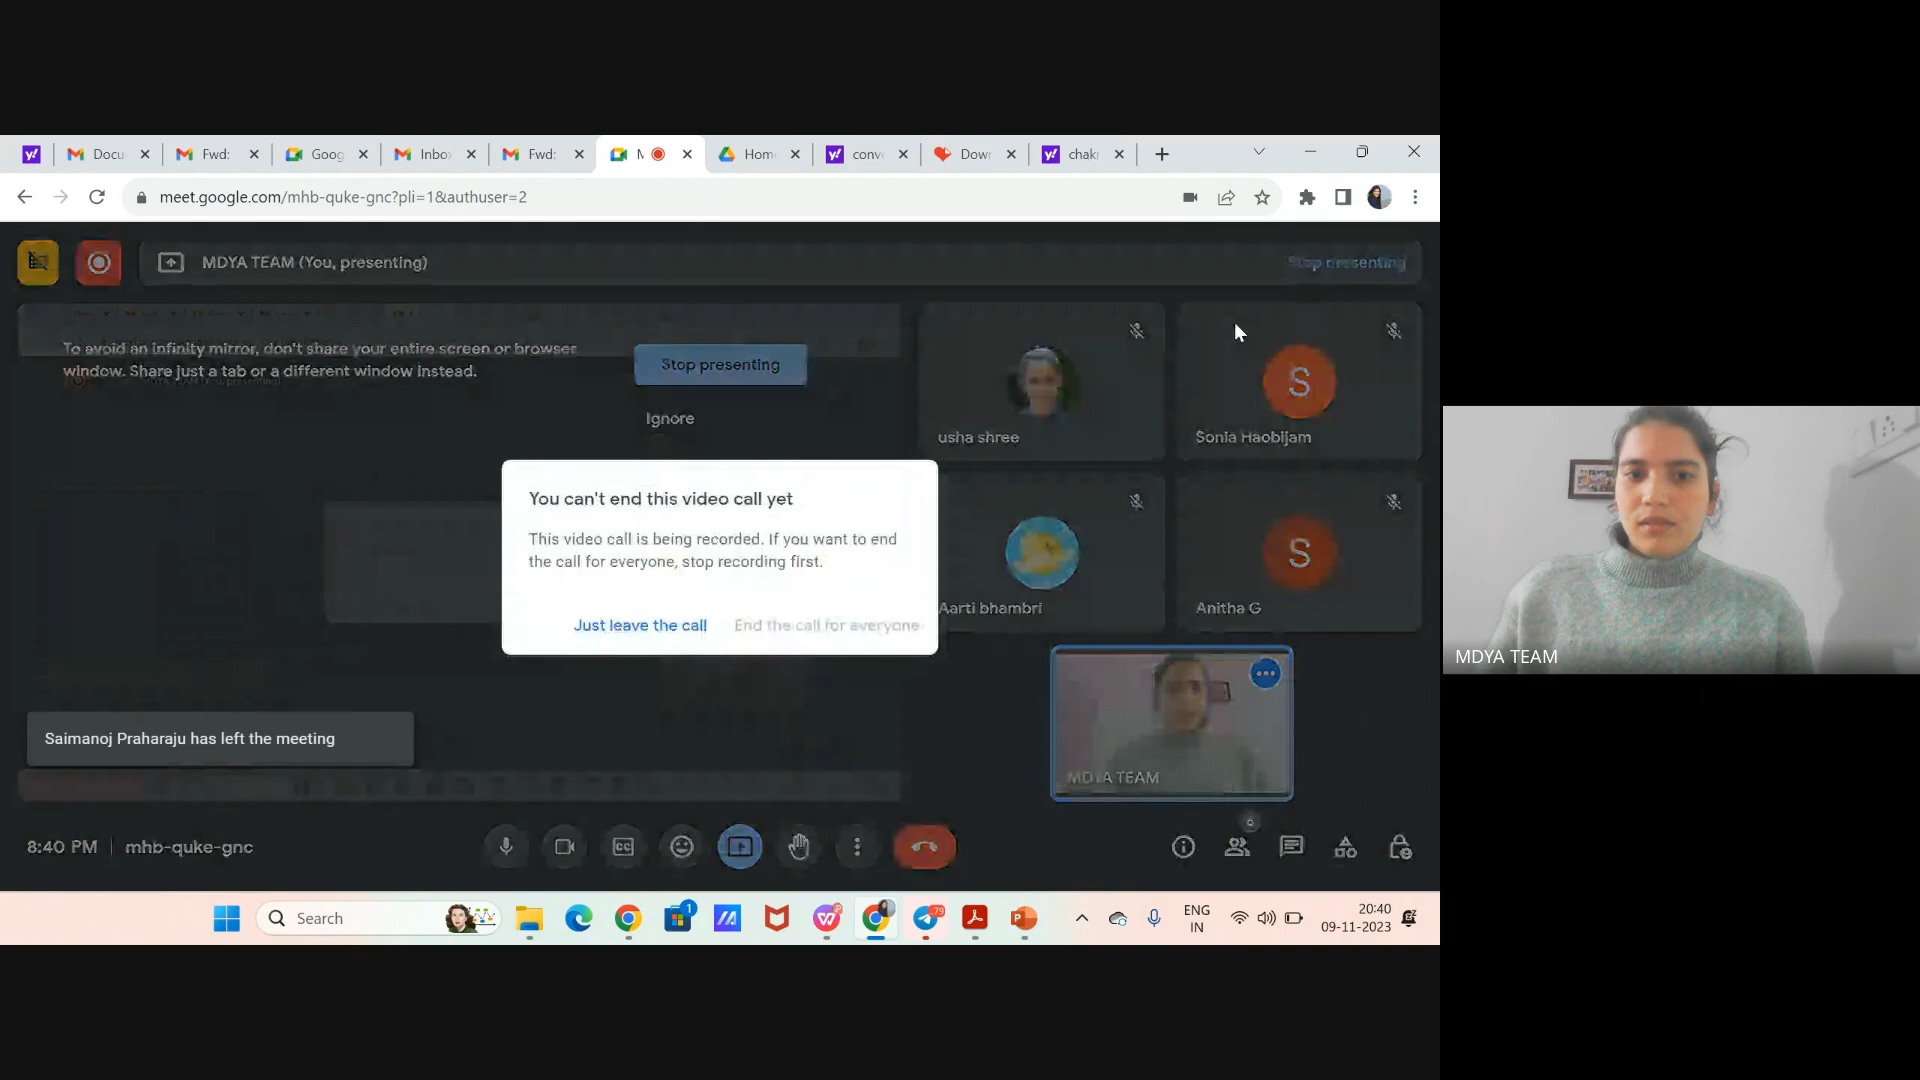 Docu
Fwd:
Goog
Inbo
Fwd:
M
Hom
conv
Dow
chak
meet.google.com/mhb-quke-gnc?pli=1&authuser=2
MDYA TEAM (You, presenting)
Stop presenting
To avoid an infinity mirror, don't share your entire screen or browser
window. Share just a tab or a different window instead.
Stop presenting
Ignore
usha shree
S
Sonia Haobijam
You can't end this video call yet
This video call is being recorded. If you want to end
the call for everyone, stop recording first.
Just leave the call
End the call for everyone
Aarti bhambri
S
Anitha G
MDYA TEAM
Saimanoj Praharaju has left the meeting
MDYA TEAM
8:40 PM
mhb-quke-gnc
6
Search
1
79
ENG
IN
20:40
09-11-2023